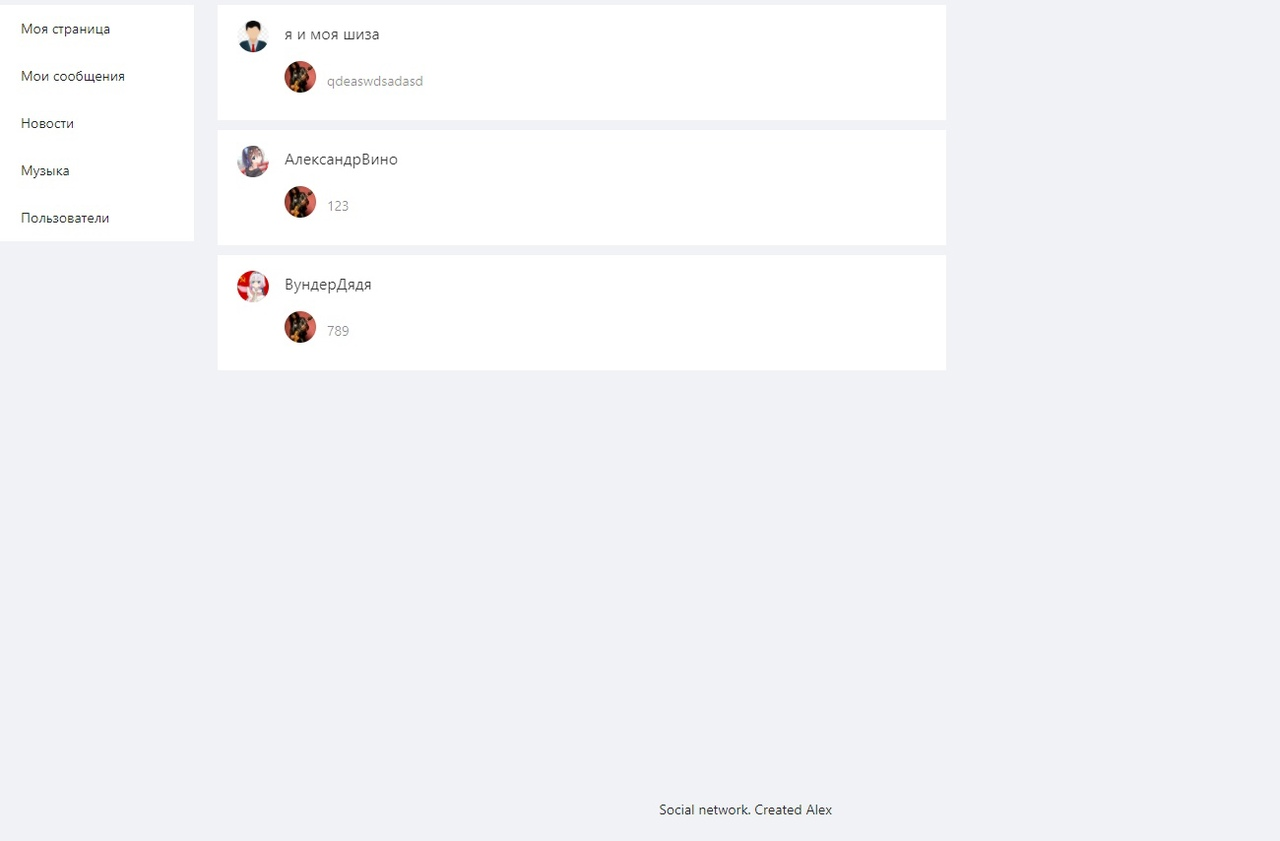 Моя страница
Мои сообщения
Новости
Музыка
Пользователи
я и моя шиза
qdeaswdsadasd
АлександрВино
123
ВундерДядя
789
Social network. Created Alex